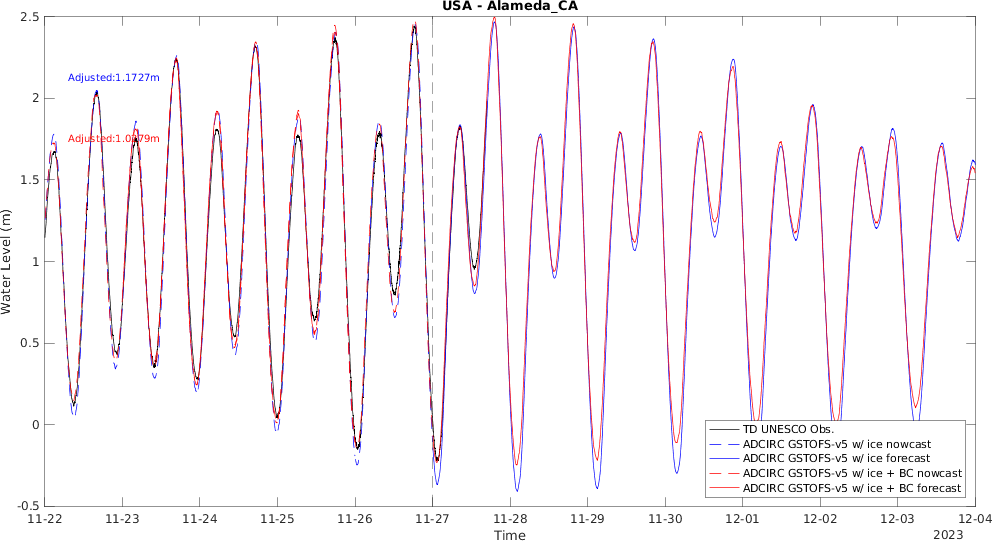 USA - Alameda_CA
2.5
2
1.5
1
0.5
0
-0.5
Water Level (m)
Adjusted:1.1727m
TD UNESCO Obs.
ADCIRC GSTOFS-v5 w/ ice nowcast
ADCIRC GSTOFS-v5 w/ ice forecast
ADCIRC GSTOFS-v5 w/ ice + BC nowcast
ADCIRC GSTOFS-v5 w/ ice + BC forecast
11-22
11-23
11-24
11-25
11-26
11-27
11-28
11-29
11-30
12-01
12-02
12-03
12-04
Time
2023